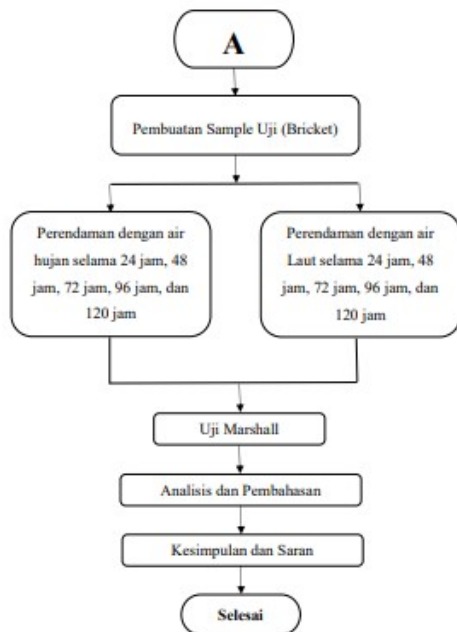 A
Pembuatan Sample Uji (Bricket)
Perendaman dengan air
hujan selama 24 jam, 48
jam, 72 jam, 96 jam, dan
120 jam
Perendaman dengan air
Laut selama 24 jam, 48
jam, 72 jam, 96 jam, dan
120 jam
Uji Marshall
Analisis dan Pembahasan
Kesimpulan dan Saran
Selesai